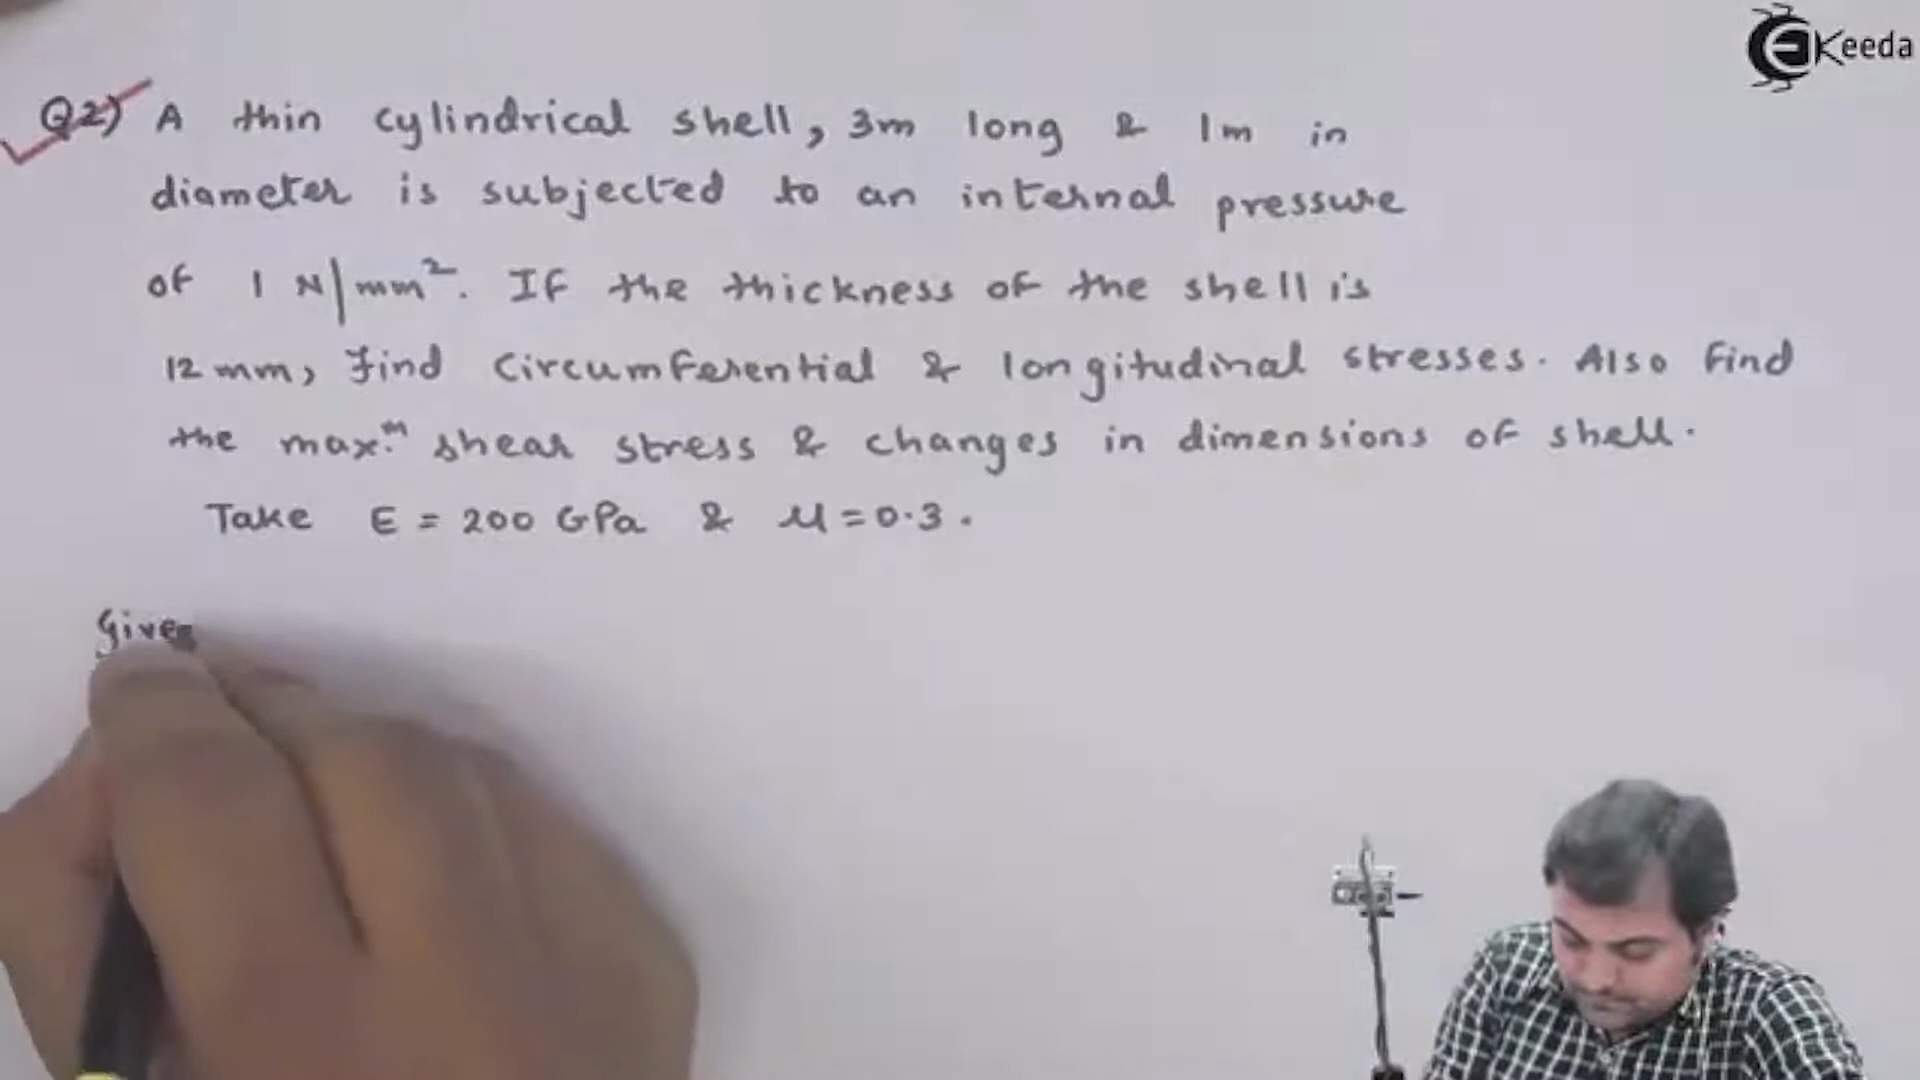 EKeeda
Q2) A thin cylindrical shell, 3m long & 1m in
diameter is subjected to an internal pressure
of 1 N/mm². If the thickness of the shell is
12 mm, find circumferential & longitudinal stresses. Also find
the max.ᵐ shear stress & changes in dimensions of shell.
Take E = 200 GPa & μ = 0.3.
Given